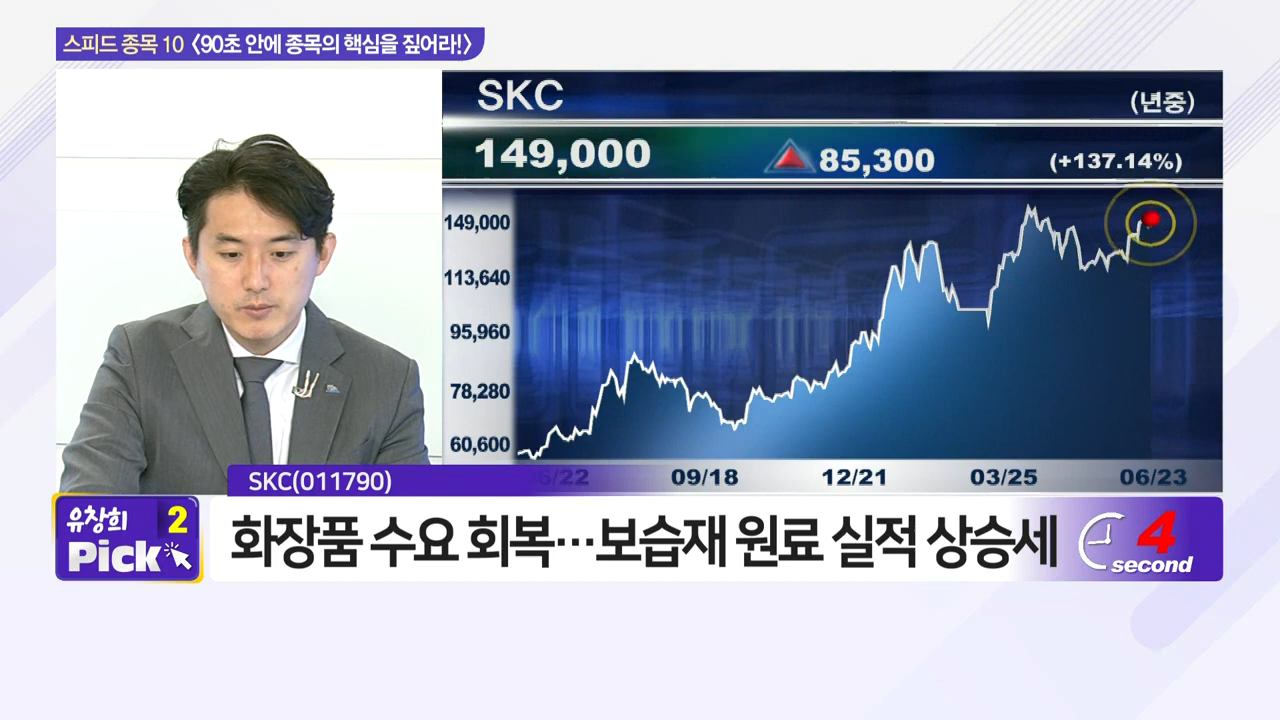 스피드 종목 10 <90초 안에 종목의 핵심을 짚어라!>
SKC
(년중)
149,000
85,300
(+137.14%)
149,000
113,640
95,960
78,280
60,600
/22
09/18
12/21
03/25
06/23
SKC(011790)
유창희 2
Pick
화장품 수요 회복…보습재 원료 실적 상승세
4
second